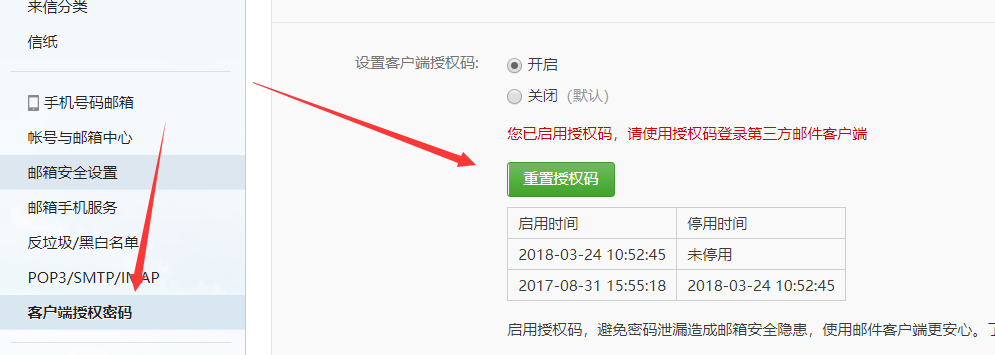 来信分类
信纸
手机号码邮箱
帐号与邮箱中心
邮箱安全设置
邮箱手机服务
反垃圾/黑白名单
POP3/SMTP/IMAP
客户端授权密码
设置客户端授权码:
开启
关闭（默认）
您已启用授权码，请使用授权码登录第三方邮件客户端
重置授权码
启用时间 停用时间
2018-03-24 10:52:45 未停用
2017-08-31 15:55:18 2018-03-24 10:52:45
启用授权码，避免密码泄漏造成邮箱安全隐患，使用邮件客户端更安心。